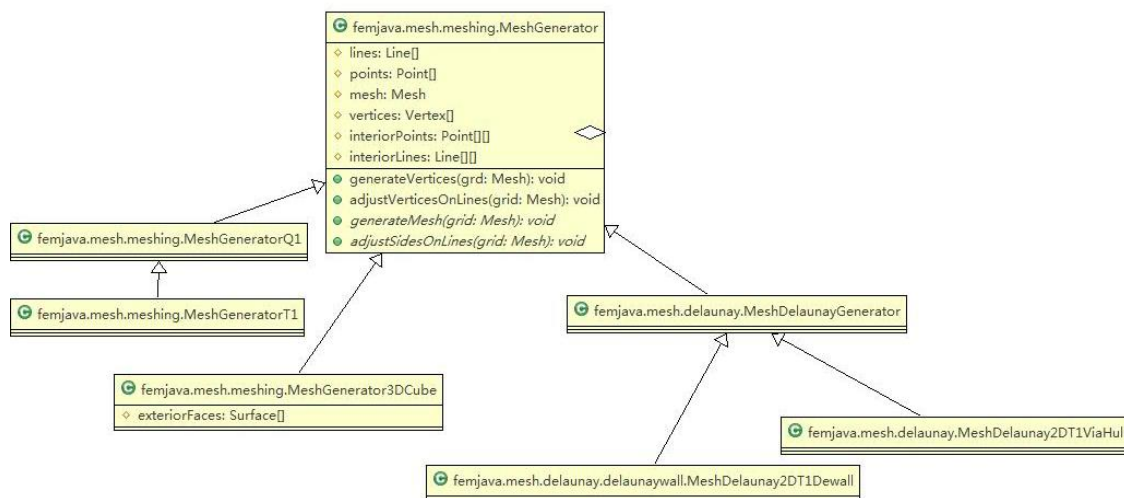 femjava.mesh.meshing.MeshGenerator
lines: Line[]
points: Point[]
mesh: Mesh
vertices: Vertex[]
interiorPoints: Point[][]
interiorLines: Line[][]
generateVertices(grd: Mesh): void
adjustVerticesOnLines(grid: Mesh): void
generateMesh(grid: Mesh): void
adjustSidesOnLines(grid: Mesh): void
femjava.mesh.meshing.MeshGeneratorQ1
femjava.mesh.meshing.MeshGeneratorT1
femjava.mesh.delaunay.MeshDelaunayGenerator
femjava.mesh.meshing.MeshGenerator3DCube
exteriorFaces: Surface[]
femjava.mesh.delaunay.MeshDelaunay2DT1ViaHul
femjava.mesh.delaunay.delaunaywall.MeshDelaunay2DT1Dewall